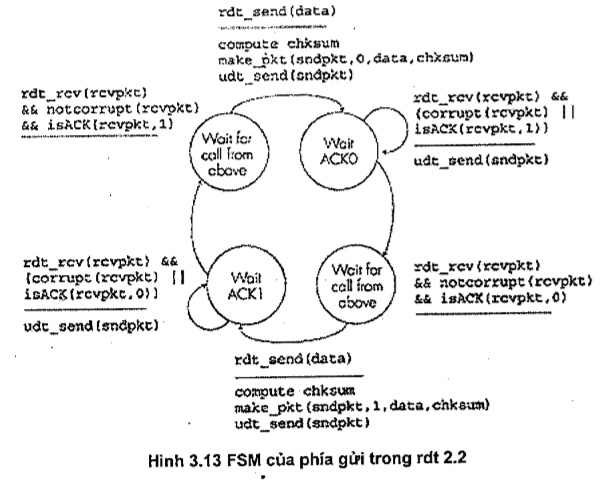 rdt_send(data)
compute chksum
make_pkt(sndpkt,0,data,chksum)
udt_send(sndpkt)
rdt_rcv(rcvpkt)
&& notcorrupt(rcvpkt)
&& isACK(rcvpkt,1)
Wait for
call from
above
Wait
ACK0
rdt_rcv(rcvpkt) &&
(corrupt(rcvpkt) ||
isACK(rcvpkt,1))
udt_send(sndpkt)
rdt_rcv(rcvpkt) &&
(corrupt(rcvpkt) ||
isACK(rcvpkt,0))
udt_send(sndpkt)
Wait
ACK1
Wait for
call from
above
rdt_rcv(rcvpkt)
&& notcorrupt(rcvpkt)
&& isACK(rcvpkt,0)
rdt_send(data)
compute chksum
make_pkt(sndpkt,1,data,chksum)
udt_send(sndpkt)
Hình 3.13 FSM của phía gửi trong rdt 2.2